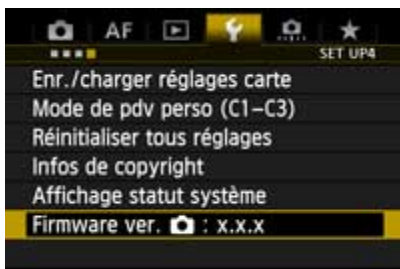 AF
SET UP4
Enr./charger réglages carte
Mode de pdv perso (C1–C3)
Réinitialiser tous réglages
Infos de copyright
Affichage statut système
Firmware ver. : x.x.x